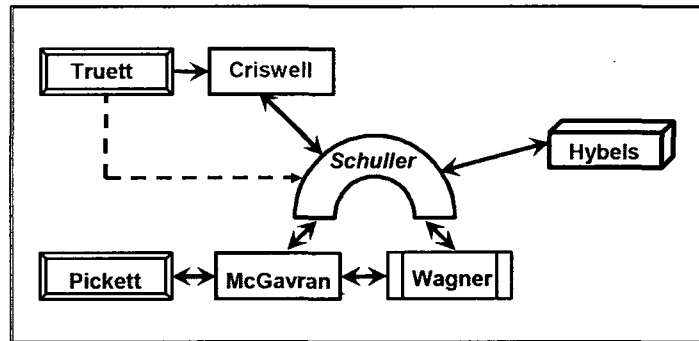 Truett
Criswell
Schuller
Hybels
Pickett
McGavran
Wagner